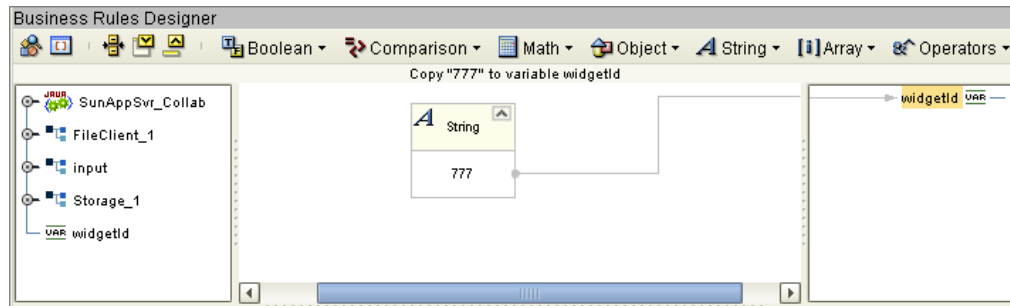 Business Rules Designer
Boolean Comparison Math Object String [i] Array Operators
Copy "777" to variable widgetId
JAVA SunAppSvr_Collab
FileClient_1
input
Storage_1
VAR widgetId
A String
777
widgetId VAR